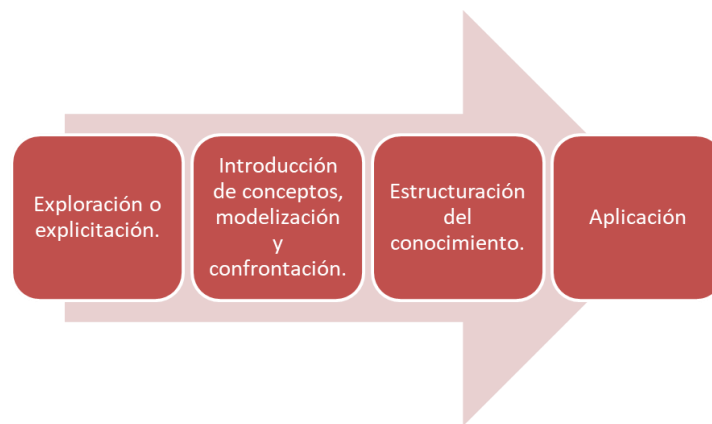 Exploración o
explicitación.
Introducción
de conceptos,
modelización
y
confrontación.
Estructuración
del
conocimiento.
Aplicación